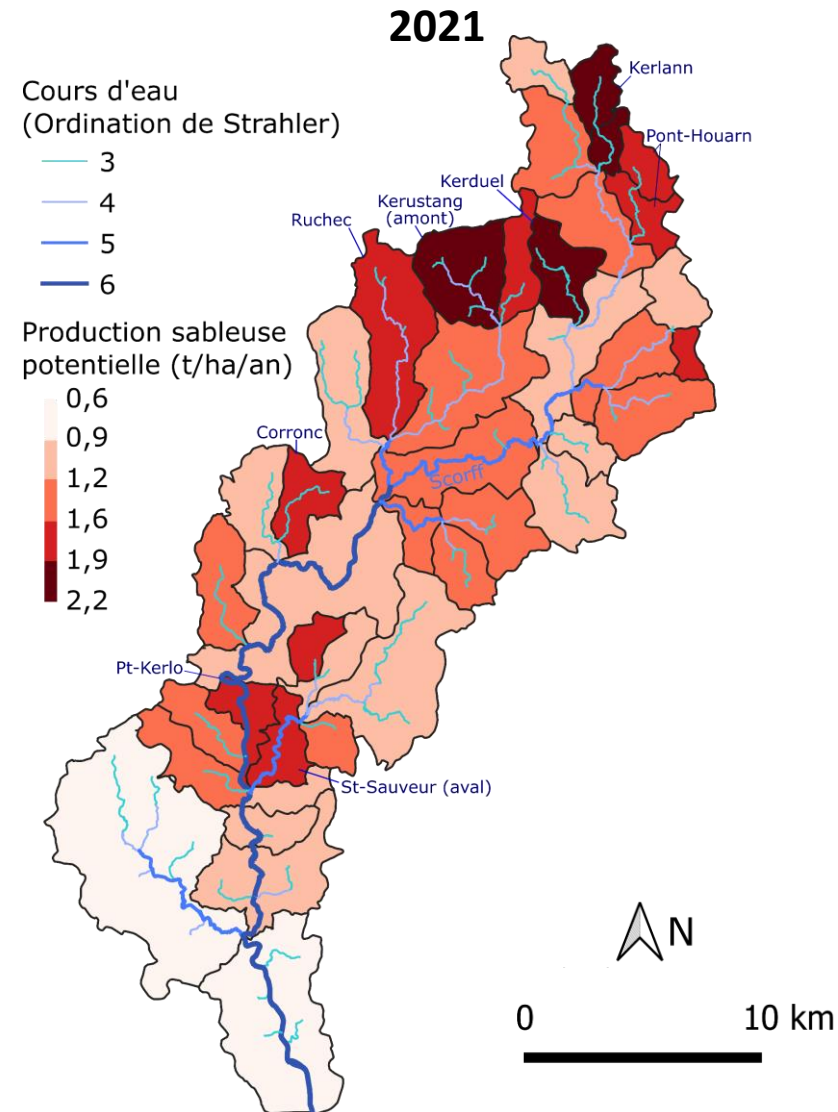 2021
Cours d'eau
(Ordination de Strahler)
3
4
5
6
Production sableuse
potentielle (t/ha/an)
0,6
0,9
1,2
1,6
1,9
2,2
Kerlann
Pont-Houarn
Kerduel
Kerustang
(amont)
Ruchec
Corronc
Scorff
Pt-Kerlo
St-Sauveur (aval)
N
0
10 km